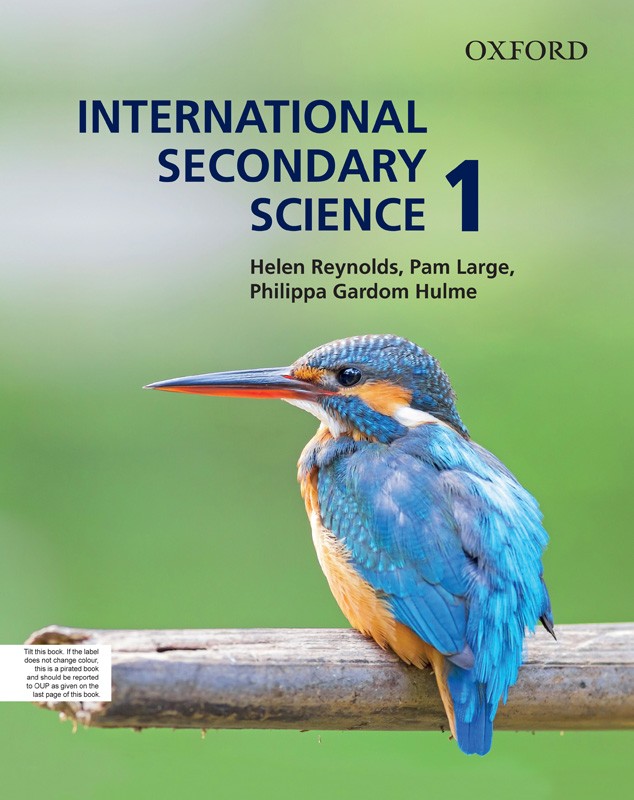 OXFORD
INTERNATIONAL
SECONDARY
SCIENCE 1
Helen Reynolds, Pam Large,
Philippa Gardom Hulme
Tilt this book. If the label
does not change colour,
this is a pirated book
and should be reported
to OUP as given on the
last page of this book.